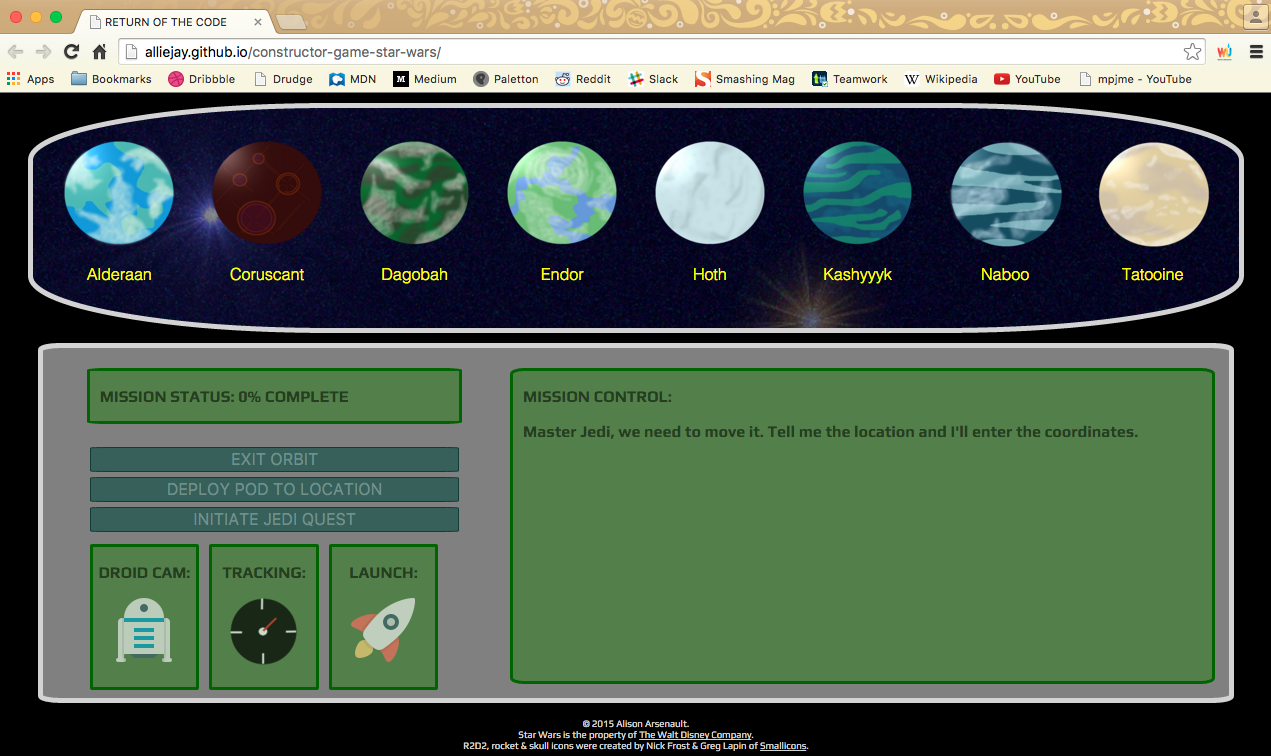 RETURN OF THE CODE
alliejay.github.io/constructor-game-star-wars/
Apps Bookmarks Dribbble Drudge MDN Medium Paletton Reddit Slack Smashing Mag Teamwork Wikipedia YouTube mpjme - YouTube
Alderaan Coruscant Dagobah Endor Hoth Kashyyyk Naboo Tatooine
MISSION STATUS: 0% COMPLETE
EXIT ORBIT
DEPLOY POD TO LOCATION
INITIATE JEDI QUEST
DROID CAM: TRACKING: LAUNCH:
MISSION CONTROL:
Master Jedi, we need to move it. Tell me the location and I'll enter the coordinates.
© 2015 Alison Arsenault.
Star Wars is the property of The Walt Disney Company.
R2D2, rocket & skull icons were created by Nick Frost & Greg Lapin of Smallicons.